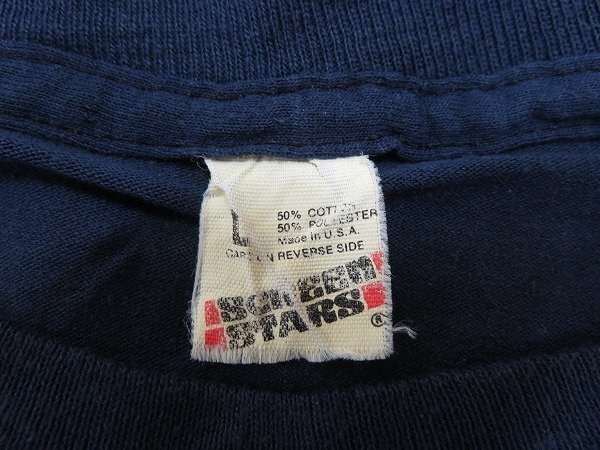 L
50% COTTON
50% POLYESTER
Made in U.S.A.
CARE ON REVERSE SIDE
SCREEN
STARS
®